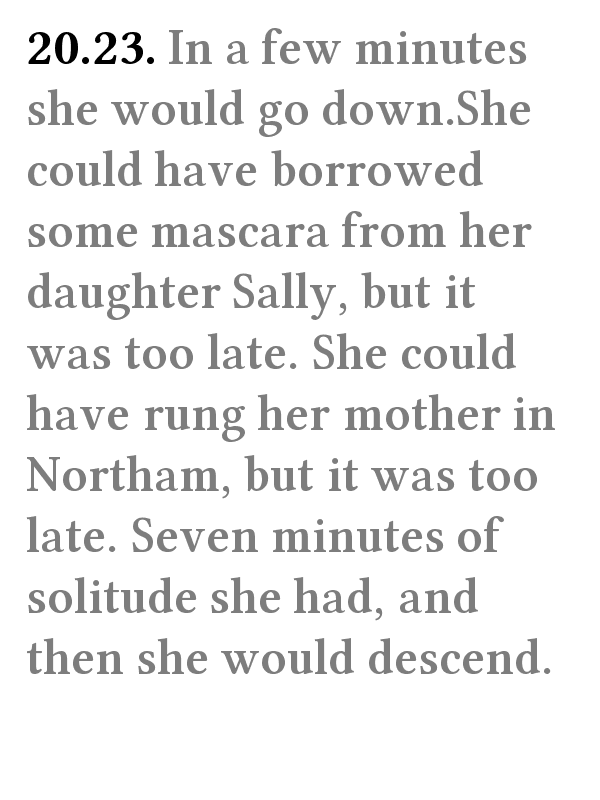 20.23. In a few minutes
she would go down.She
could have borrowed
some mascara from her
daughter Sally, but it
was too late. She could
have rung her mother in
Northam, but it was too
late. Seven minutes of
solitude she had, and
then she would descend.